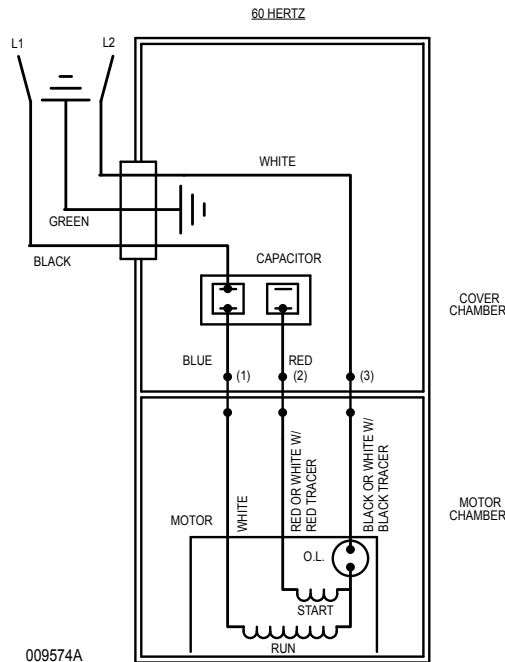 60 HERTZ
L1
L2
WHITE
GREEN
BLACK
CAPACITOR
COVER
CHAMBER
BLUE
RED
(1)
(2)
(3)
WHITE
RED OR WHITE W/
RED TRACER
BLACK OR WHITE W/
BLACK TRACER
MOTOR
CHAMBER
MOTOR
O.L.
START
RUN
009574A